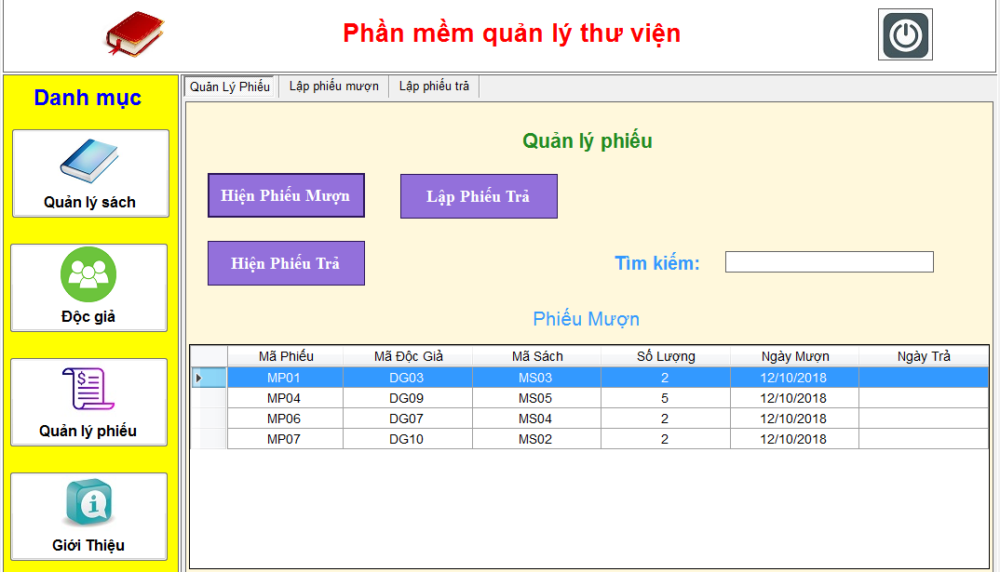 Phần mềm quản lý thư viện
Danh mục
Quản lý sách
Độc giả
Quản lý phiếu
Giới Thiệu
Quản Lý Phiếu Lập phiếu mượn Lập phiếu trả
Quản lý phiếu
Hiện Phiếu Mượn Lập Phiếu Trả
Hiện Phiếu Trả Tìm kiếm:
Phiếu Mượn
Mã Phiếu Mã Độc Giả Mã Sách Số Lượng Ngày Mượn Ngày Trả
MP01 DG03 MS03 2 12/10/2018
MP04 DG09 MS05 5 12/10/2018
MP06 DG07 MS04 2 12/10/2018
MP07 DG10 MS02 2 12/10/2018